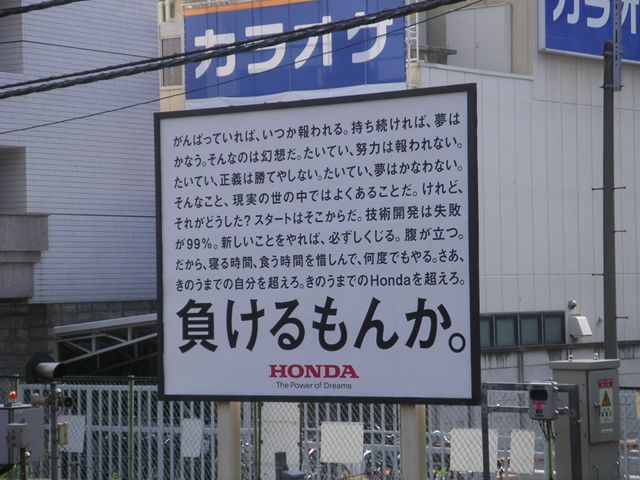 カラオケ
カラオ
がんばっていれば、いつか報われる。持ち続ければ、夢は
かなう。そんなのは幻想だ。たいてい、努力は報われない。
たいてい、正義は勝てやしない。たいてい、夢はかなわない。
そんなこと、現実の世の中ではよくあることだ。けれど、
それがどうした？スタートはそこからだ。技術開発は失敗
が99%。新しいことをやれば、必ずしくじる。腹が立つ。
だから、寝る時間、食う時間を惜しんで、何度でもやる。さあ、
きのうまでの自分を超えろ。きのうまでのHondaを超えろ。
負けるもんか。
HONDA
The Power of Dreams